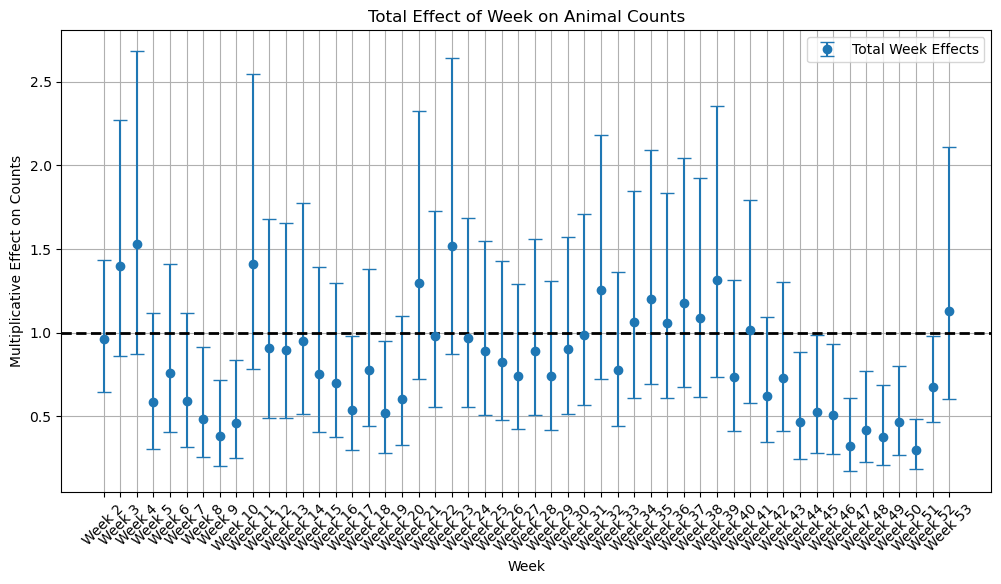 Total Effect of Week on Animal Counts
Total Week Effects
Multiplicative Effect on Counts
2.5
2.0
1.5
1.0
0.5
Week 2
Week 3
Week 4
Week 5
Week 6
Week 7
Week 8
Week 9
Week 10
Week 11
Week 12
Week 13
Week 14
Week 15
Week 16
Week 17
Week 18
Week 19
Week 20
Week 21
Week 22
Week 23
Week 24
Week 25
Week 26
Week 27
Week 28
Week 29
Week 30
Week 31
Week 32
Week 33
Week 34
Week 35
Week 36
Week 37
Week 38
Week 39
Week 40
Week 41
Week 42
Week 43
Week 44
Week 45
Week 46
Week 47
Week 48
Week 49
Week 50
Week 51
Week 52
Week 53
Week